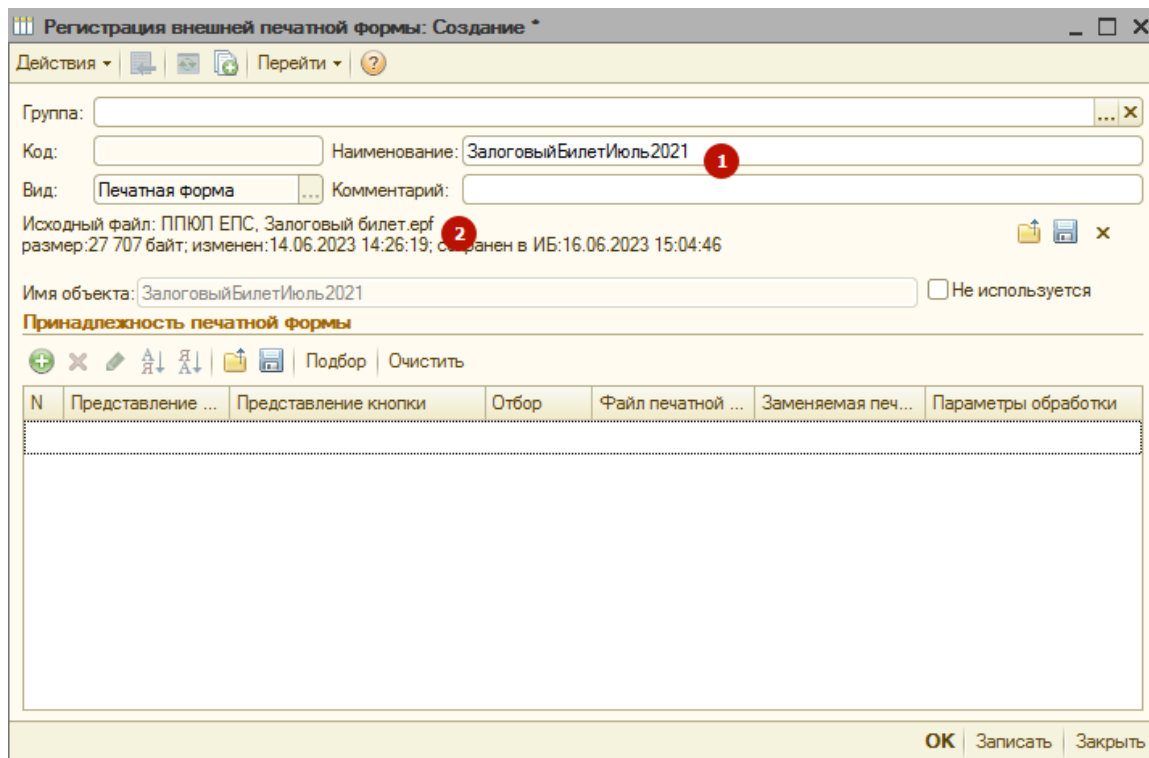 Регистрация внешней печатной формы: Создание *
Действия Перейти ?
Группа: ... x
Код: Наименование: ЗалоговыйБилетИюль2021 1
Вид: Печатная форма ... Комментарий:
Исходный файл: ППЮЛ ЕПС, Залоговый билет.epf 2
размер:27 707 байт; изменен:14.06.2023 14:26:19; сохранен в ИБ:16.06.2023 15:04:46
Имя объекта: ЗалоговыйБилетИюль2021 Не используется
Принадлежность печатной формы
Подбор Очистить
N Представление ... Представление кнопки Отбор Файл печатной ... Заменяемая печ... Параметры обработки
OK Записать Закрыть